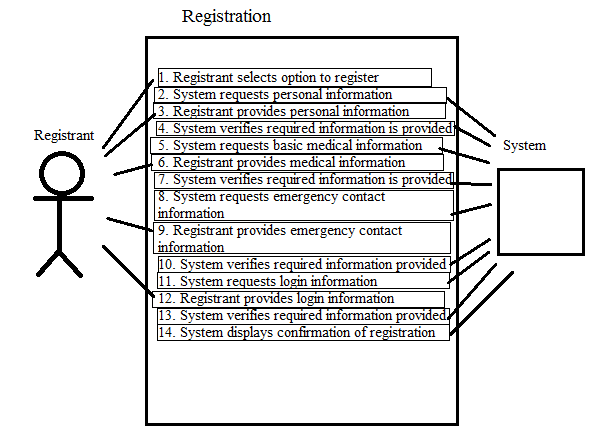 Registration
1. Registrant selects option to register
2. System requests personal information
3. Registrant provides personal information
Registrant
4. System verifies required information is provided
System
5. System requests basic medical information
6. Registrant provides medical information
7. System verifies required information is provided
8. System requests emergency contact
information
9. Registrant provides emergency contact
information
10. System verifies required information provided
11. System requests login information
12. Registrant provides login information
13. System verifies required information provided
14. System displays confirmation of registration